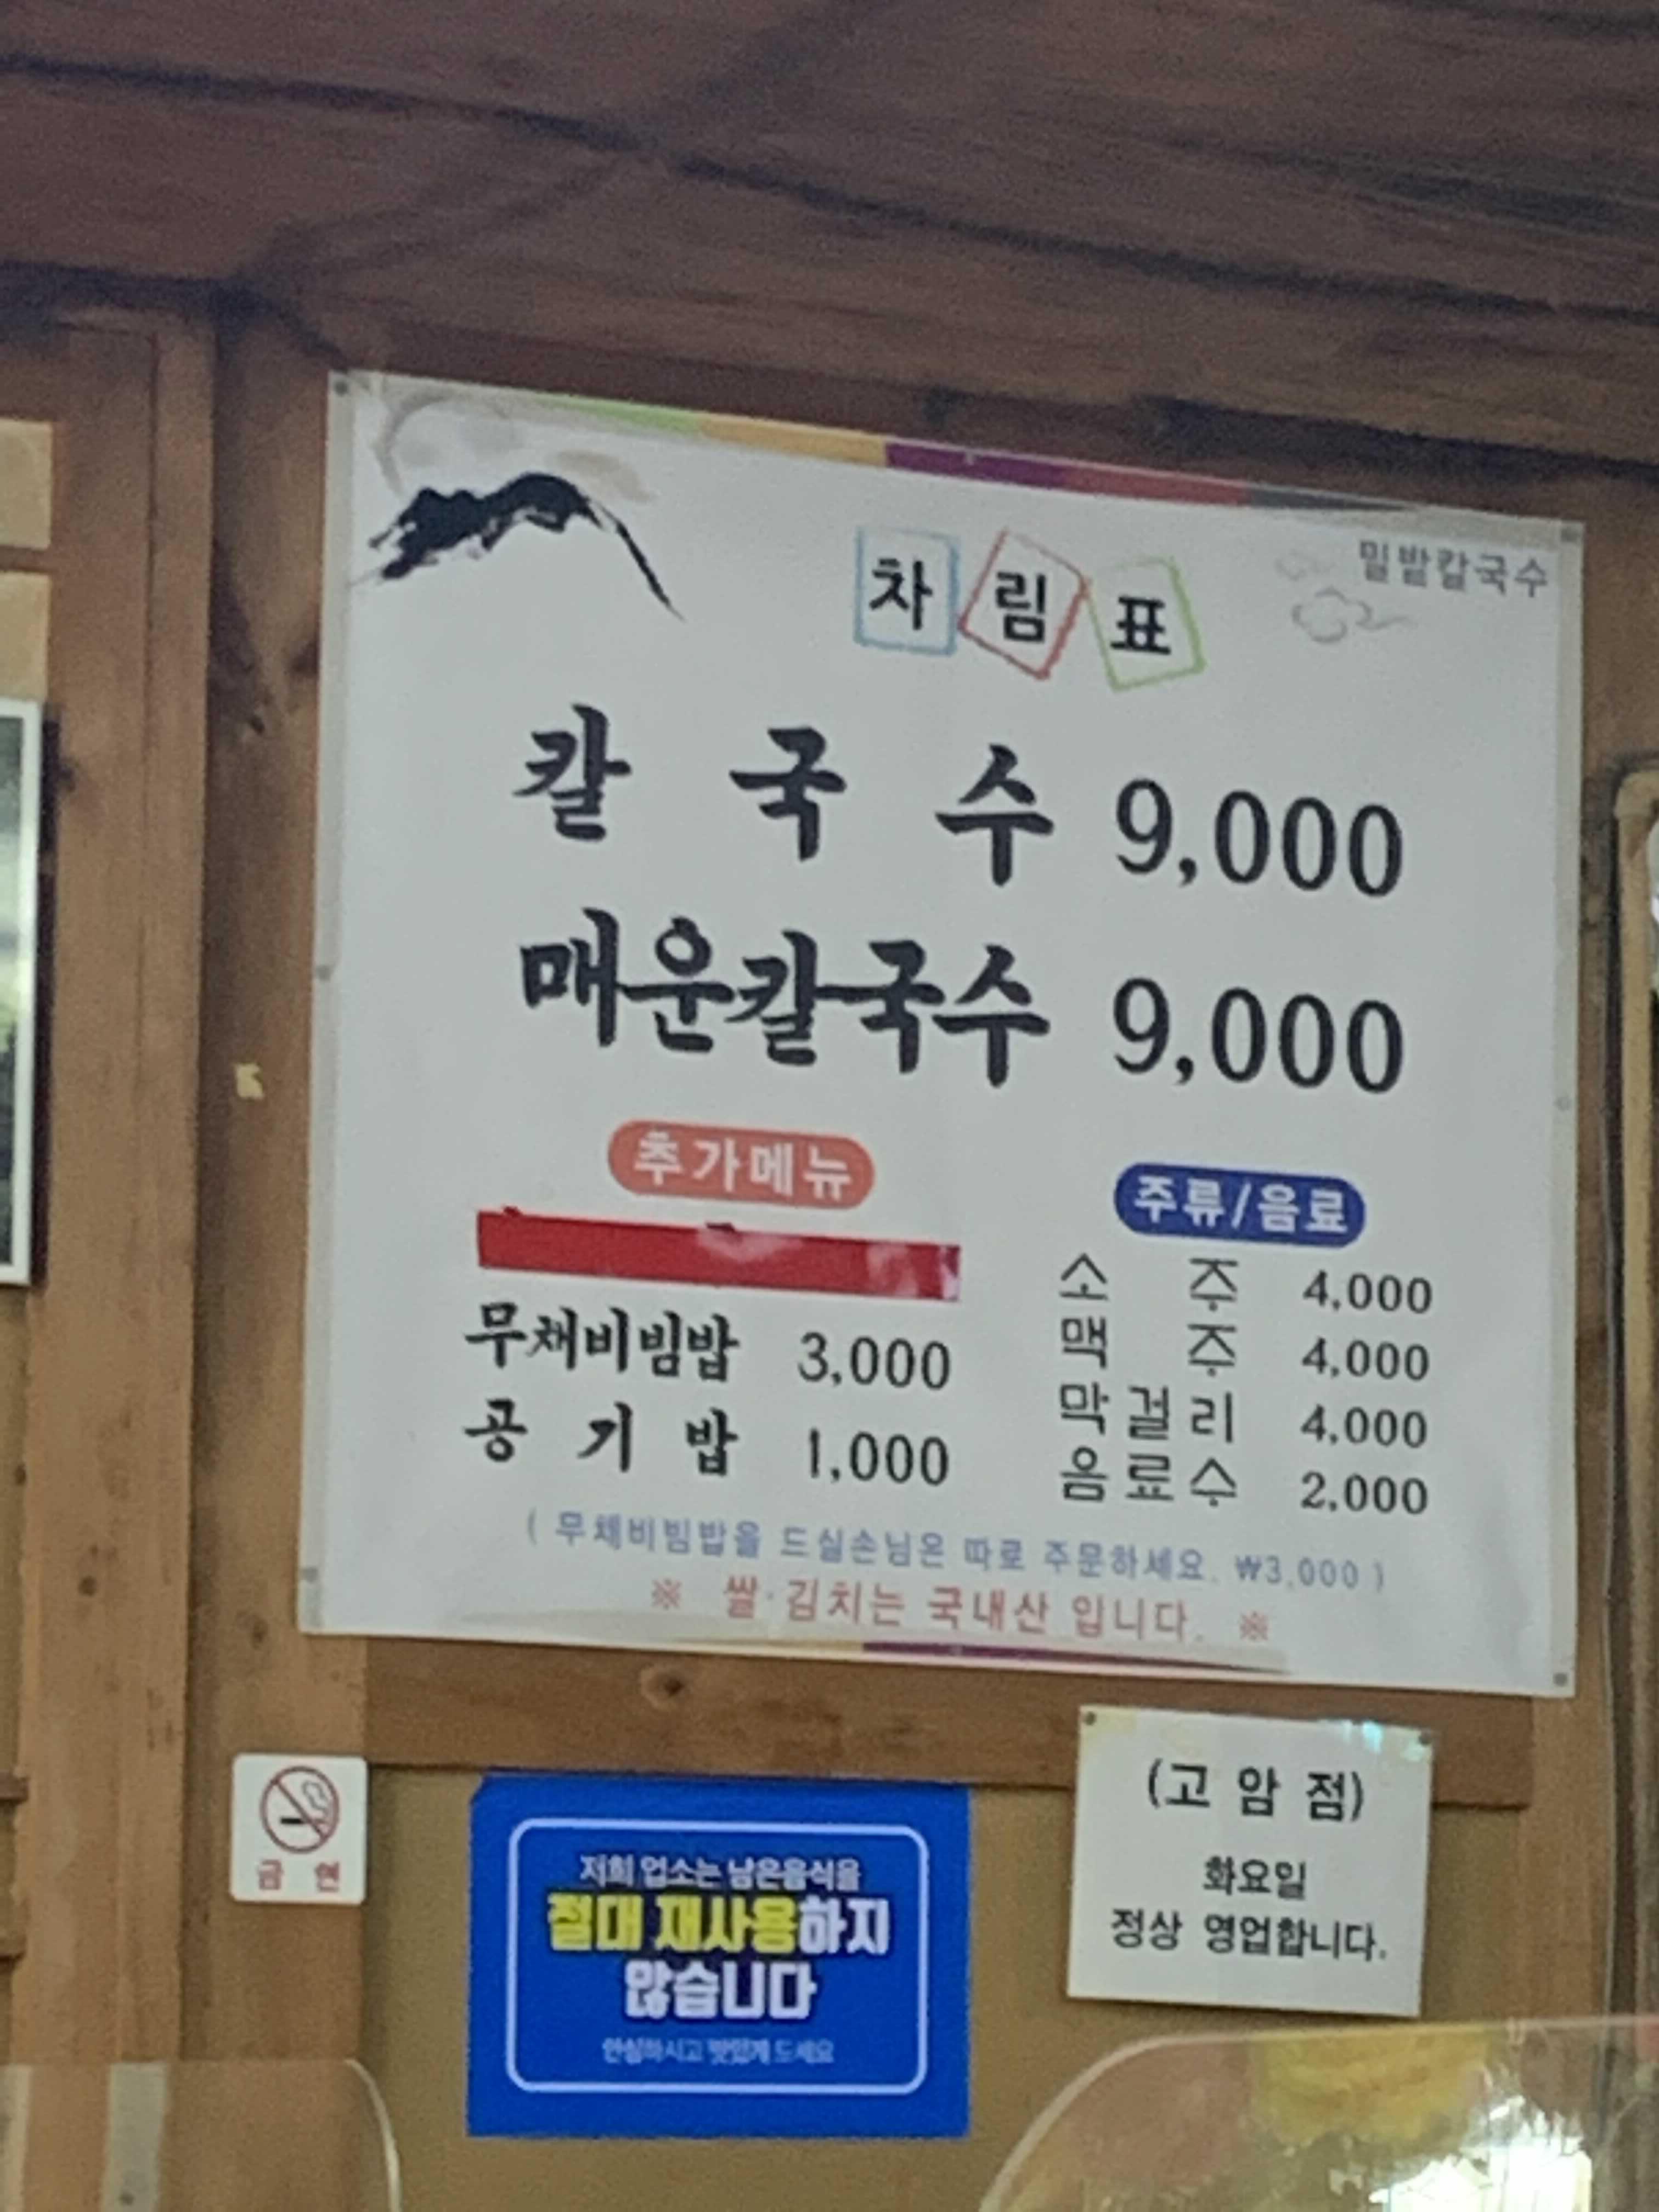 밀밭칼국수
차림표
칼 국 수 9,000
매운칼국수 9,000
추가메뉴
무채비빔밥 3,000
공 기 밥 1,000
주류/음료
소 주 4,000
맥 주 4,000
막걸리 4,000
음료수 2,000
( 무채비빔밥을 드실손님은 따로 주문하세요. ₩3,000 )
※ 쌀·김치는 국내산 입니다. ※
금 연
저희 업소는 남은음식을
절대 재사용하지
않습니다
안심하시고 맛있게 드세요
(고 암 점)
화요일
정상 영업합니다.